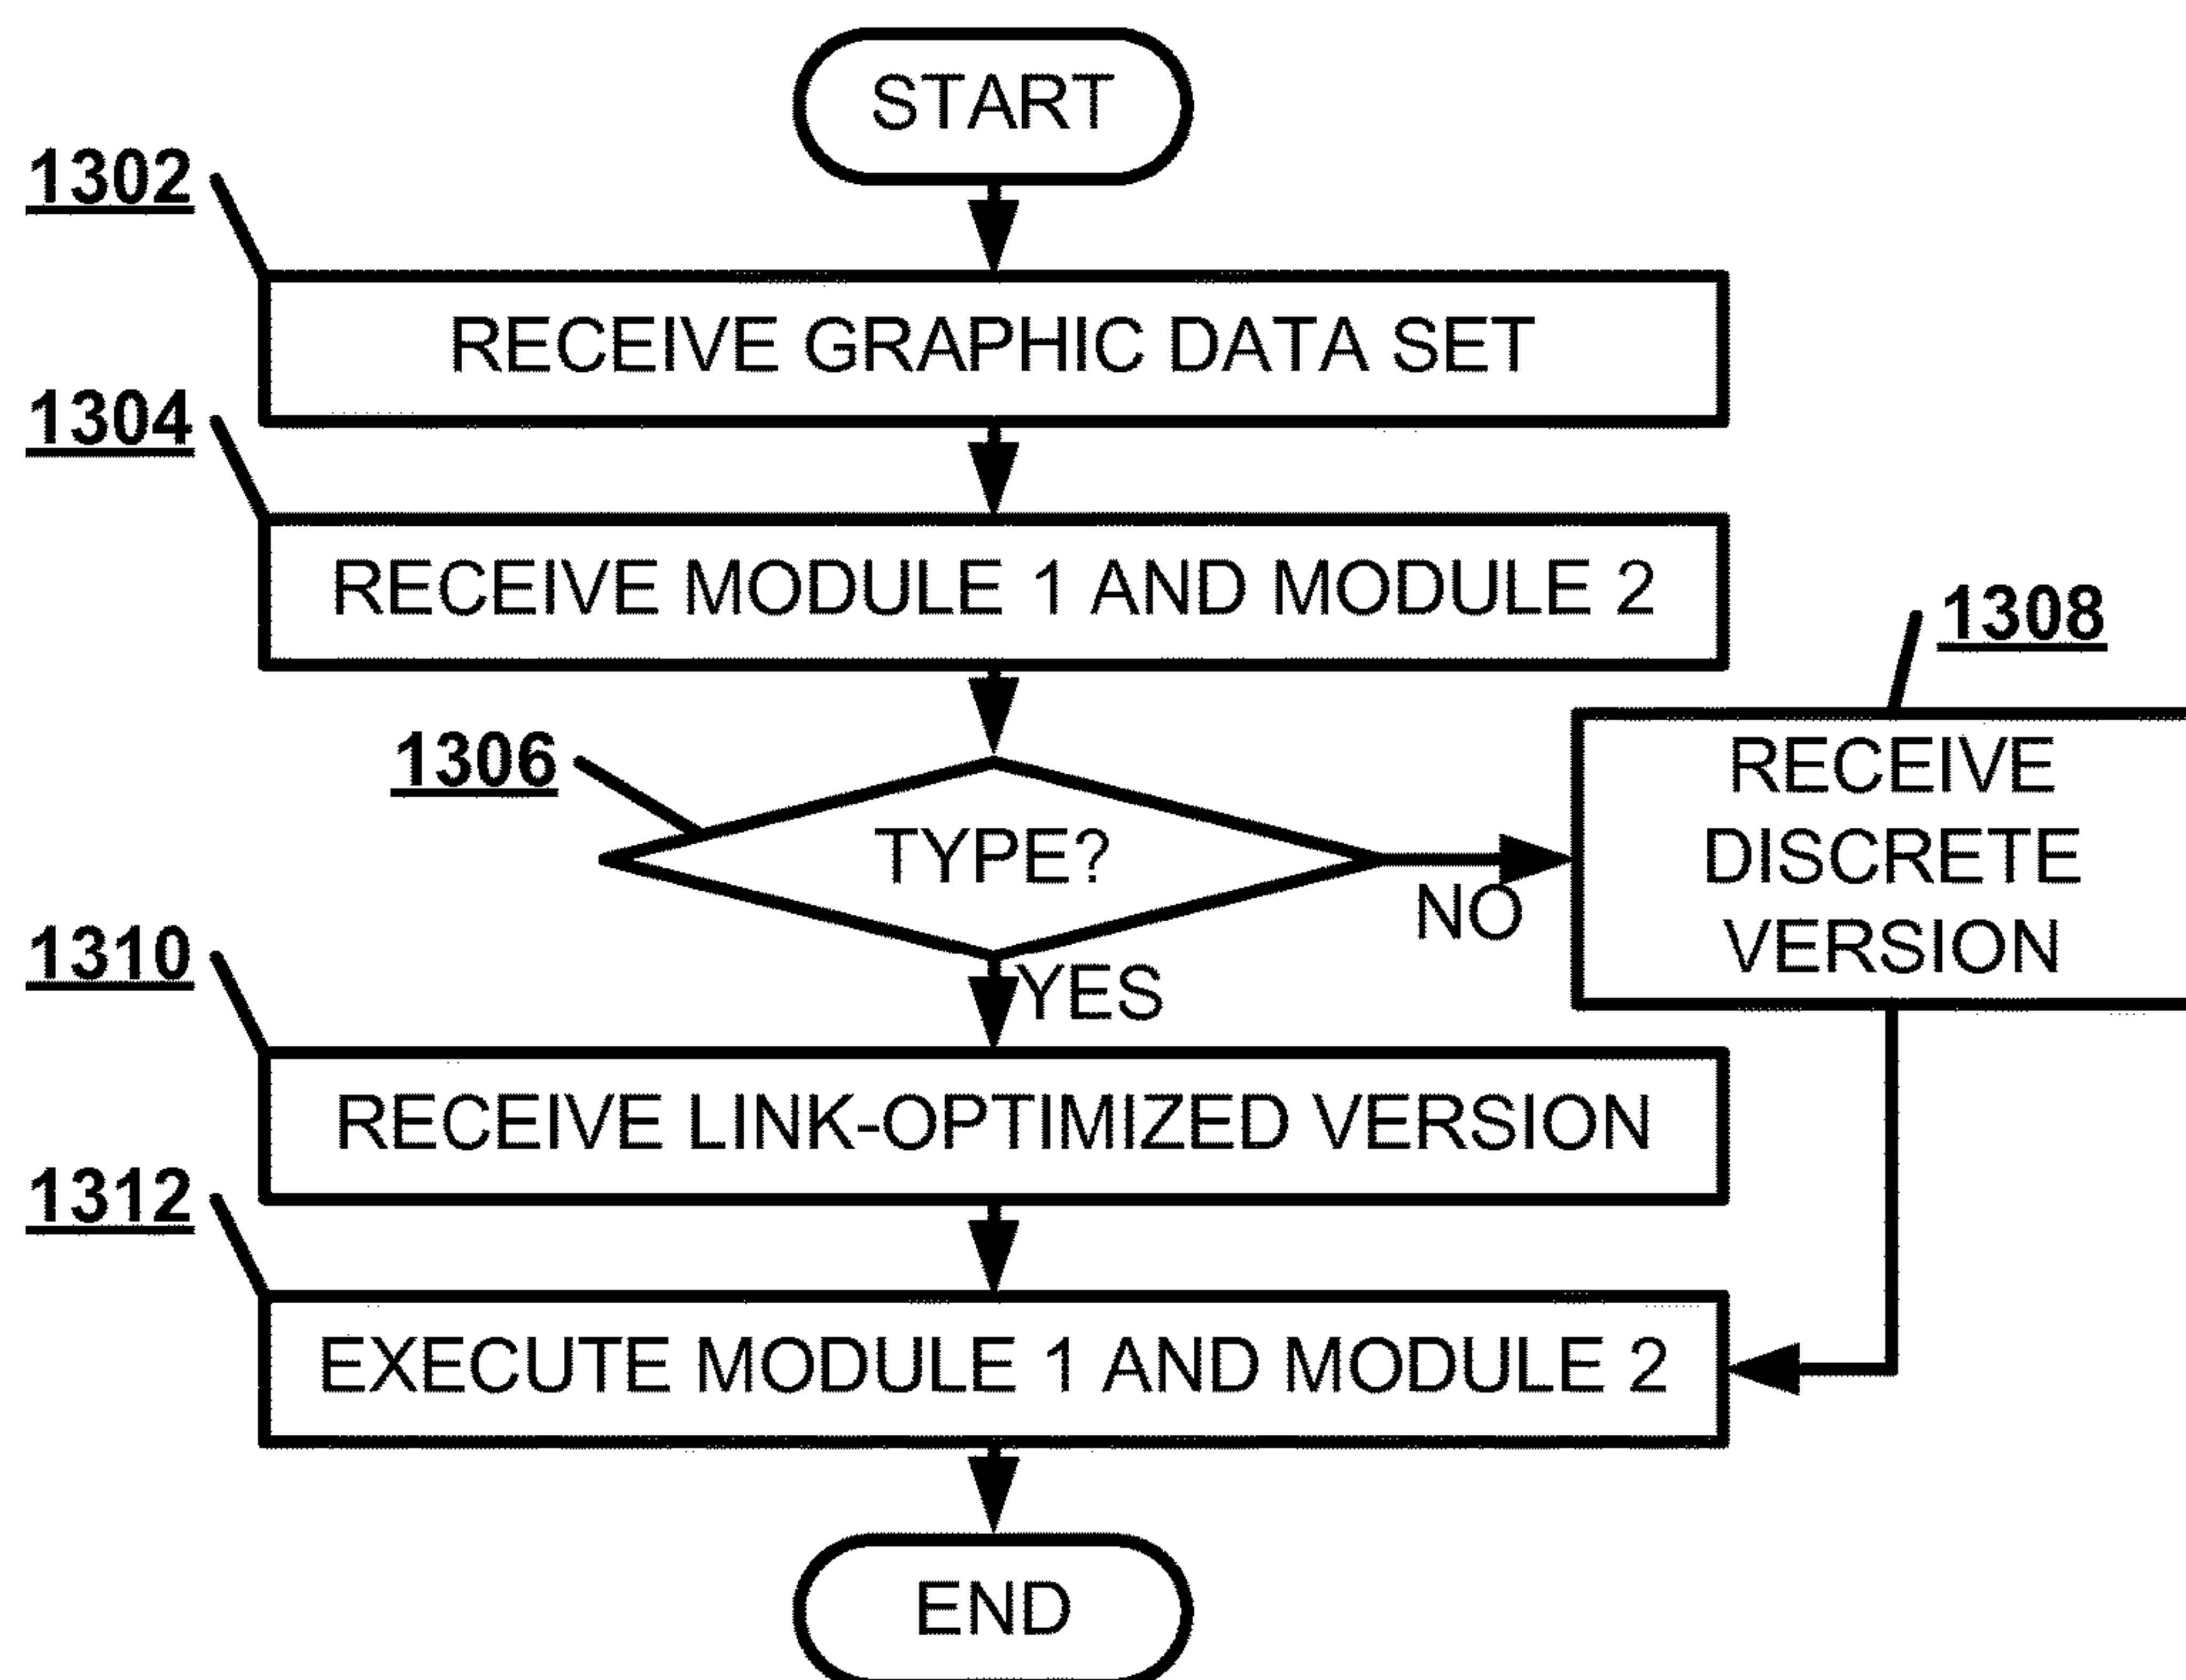 START
1302
RECEIVE GRAPHIC DATA SET
1304
RECEIVE MODULE 1 AND MODULE 2
1308
1306
TYPE?
RECEIVE
DISCRETE
VERSION
NO
YES
1310
RECEIVE LINK-OPTIMIZED VERSION
1312
EXECUTE MODULE 1 AND MODULE 2
END